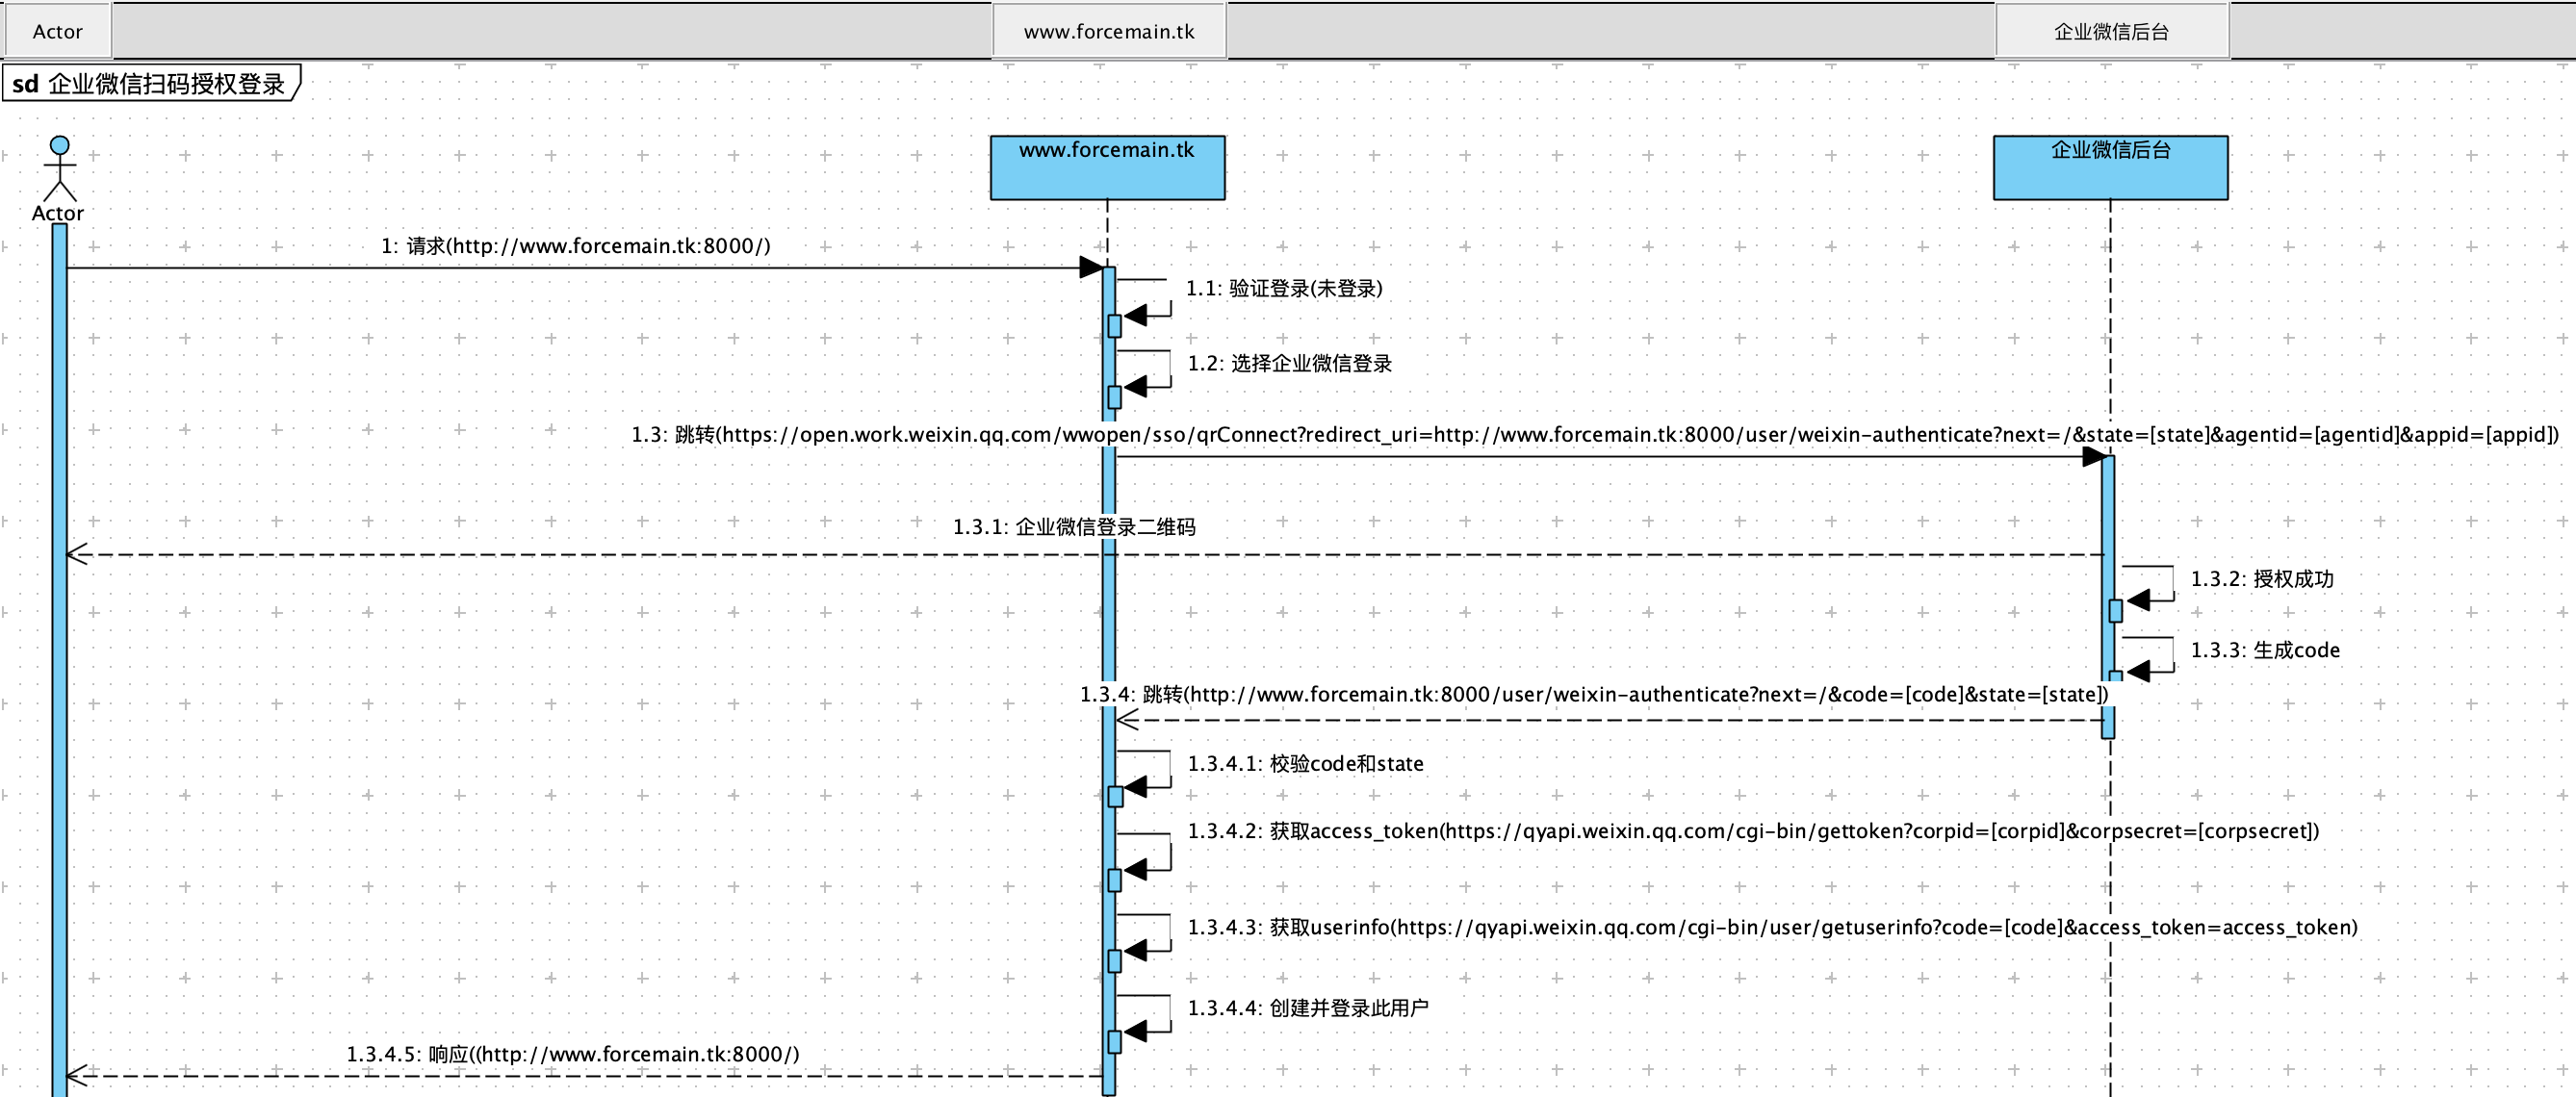 Actor
www.forcemain.tk
企业微信后台
sd 企业微信扫码授权登录
www.forcemain.tk
企业微信后台
Actor
1: 请求(http://www.forcemain.tk:8000/)
1.1: 验证登录(未登录)
1.2: 选择企业微信登录
1.3: 跳转(https://open.work.weixin.qq.com/wwopen/sso/qrConnect?redirect_uri=http://www.forcemain.tk:8000/user/weixin-authenticate?next=/&state=[state]&agentid=[agentid]&appid=[appid])
1.3.1: 企业微信登录二维码
1.3.2: 授权成功
1.3.3: 生成code
1.3.4: 跳转(http://www.forcemain.tk:8000/user/weixin-authenticate?next=/&code=[code]&state=[state])
1.3.4.1: 校验code和state
1.3.4.2: 获取access_token(https://qyapi.weixin.qq.com/cgi-bin/gettoken?corpid=[corpid]&corpsecret=[corpsecret])
1.3.4.3: 获取userinfo(https://qyapi.weixin.qq.com/cgi-bin/user/getuserinfo?code=[code]&access_token=access_token)
1.3.4.4: 创建并登录此用户
1.3.4.5: 响应((http://www.forcemain.tk:8000/)